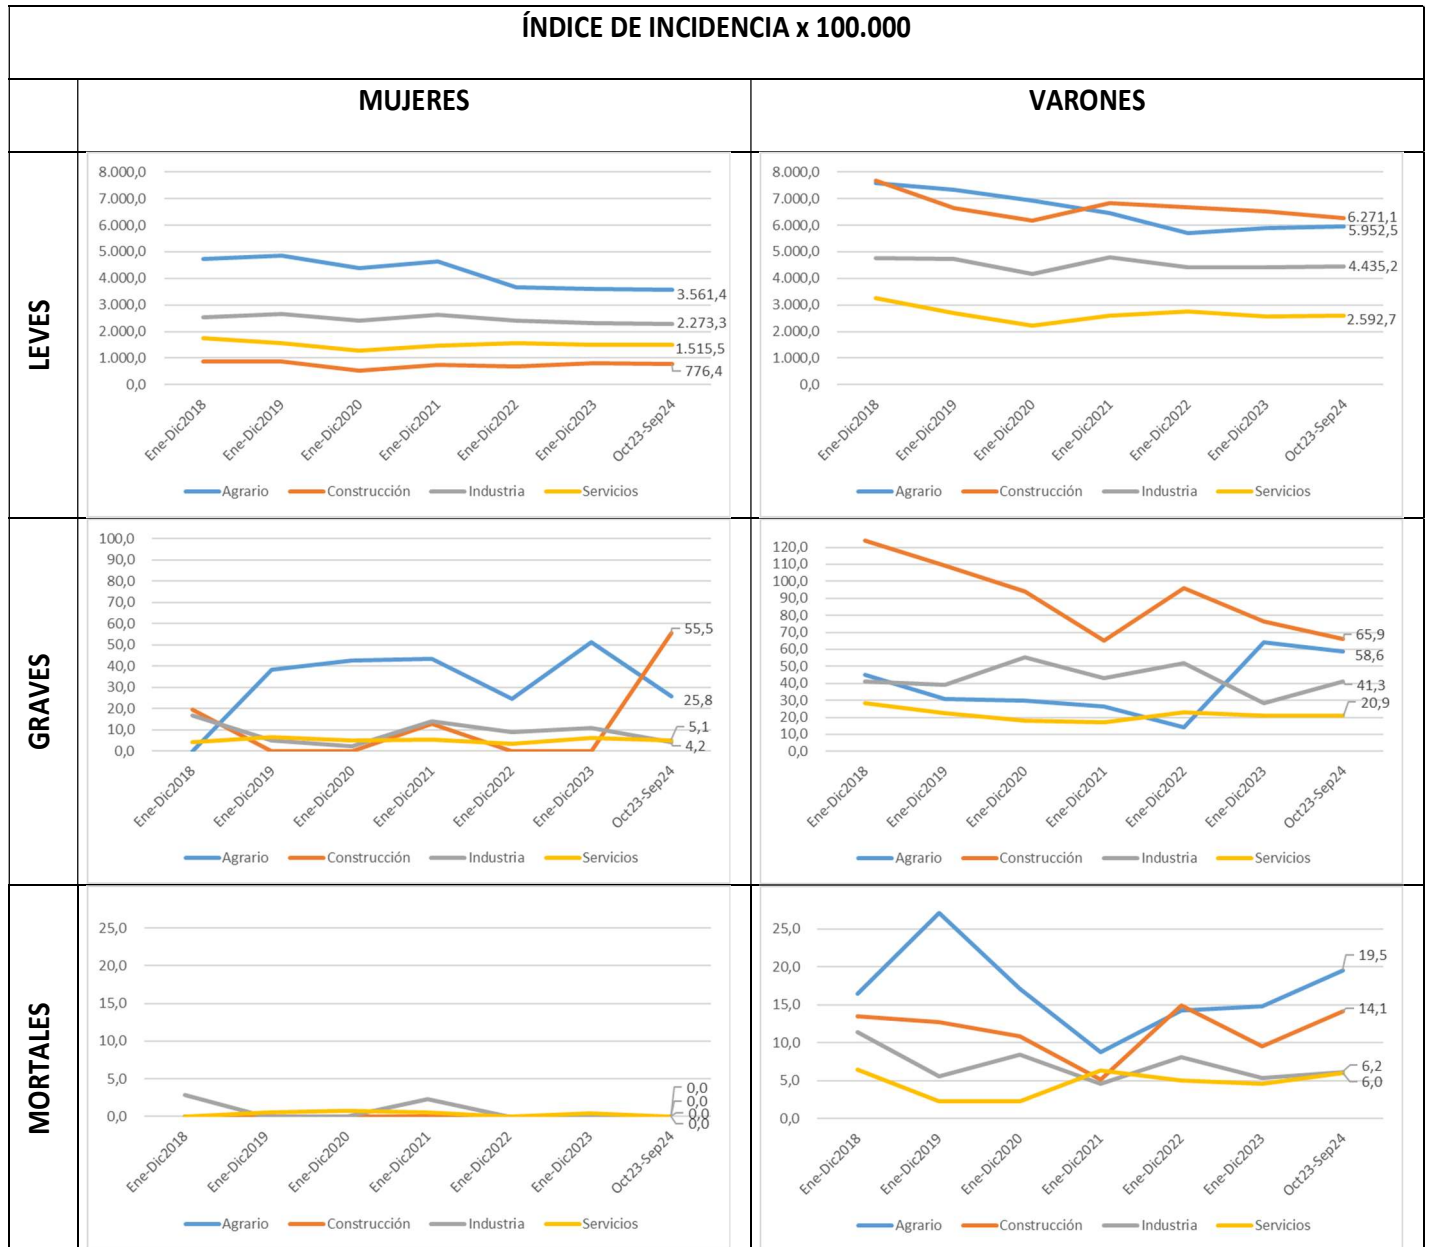 ÍNDICE DE INCIDENCIA x 100.000
MUJERES
VARONES
LEVES
8.000,0
7.000,0
6.000,0
5.000,0
4.000,0
3.000,0
2.000,0
1.000,0
0,0
3.561,4
2.273,3
1.515,5
776,4
Ene-Dic2018
Ene-Dic2019
Ene-Dic2020
Ene-Dic2021
Ene-Dic2022
Ene-Dic2023
Oct23-Sep24
Agrario Construcción Industria Servicios
8.000,0
7.000,0
6.000,0
5.000,0
4.000,0
3.000,0
2.000,0
1.000,0
0,0
6.271,1
5.952,5
4.435,2
2.592,7
Ene-Dic2018
Ene-Dic2019
Ene-Dic2020
Ene-Dic2021
Ene-Dic2022
Ene-Dic2023
Oct23-Sep24
Agrario Construcción Industria Servicios
GRAVES
100,0
90,0
80,0
70,0
60,0
50,0
40,0
30,0
20,0
10,0
0,0
55,5
25,8
5,1
4,2
Ene-Dic2018
Ene-Dic2019
Ene-Dic2020
Ene-Dic2021
Ene-Dic2022
Ene-Dic2023
Oct23-Sep24
Agrario Construcción Industria Servicios
120,0
110,0
100,0
90,0
80,0
70,0
60,0
50,0
40,0
30,0
20,0
10,0
0,0
65,9
58,6
41,3
20,9
Ene-Dic2018
Ene-Dic2019
Ene-Dic2020
Ene-Dic2021
Ene-Dic2022
Ene-Dic2023
Oct23-Sep24
Agrario Construcción Industria Servicios
MORTALES
25,0
20,0
15,0
10,0
5,0
0,0
0,0
0,0
0,0
0,0
Ene-Dic2018
Ene-Dic2019
Ene-Dic2020
Ene-Dic2021
Ene-Dic2022
Ene-Dic2023
Oct23-Sep24
Agrario Construcción Industria Servicios
25,0
20,0
15,0
10,0
5,0
0,0
19,5
14,1
6,2
6,0
Ene-Dic2018
Ene-Dic2019
Ene-Dic2020
Ene-Dic2021
Ene-Dic2022
Ene-Dic2023
Oct23-Sep24
Agrario Construcción Industria Servicios